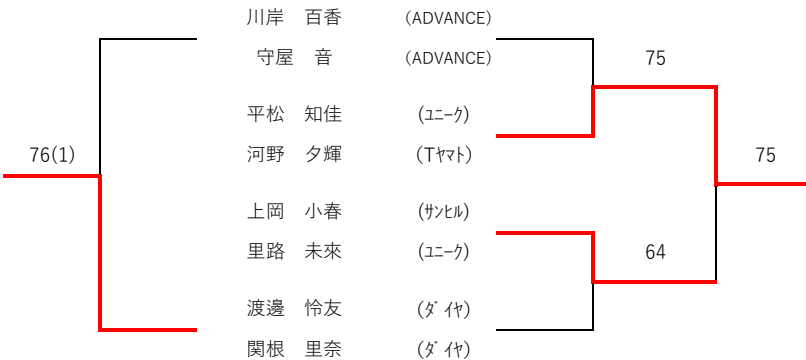 川岸　百香 (ADVANCE)
守屋　音 (ADVANCE) 75
平松　知佳 (ﾕﾆｰｸ)
76(1) 河野　夕輝 (Tﾔﾏﾄ) 75
上岡　小春 (ｻﾝﾋﾙ)
里路　未來 (ﾕﾆｰｸ) 64
渡邊　怜友 (ﾀﾞｲﾔ)
関根　里奈 (ﾀﾞｲﾔ)